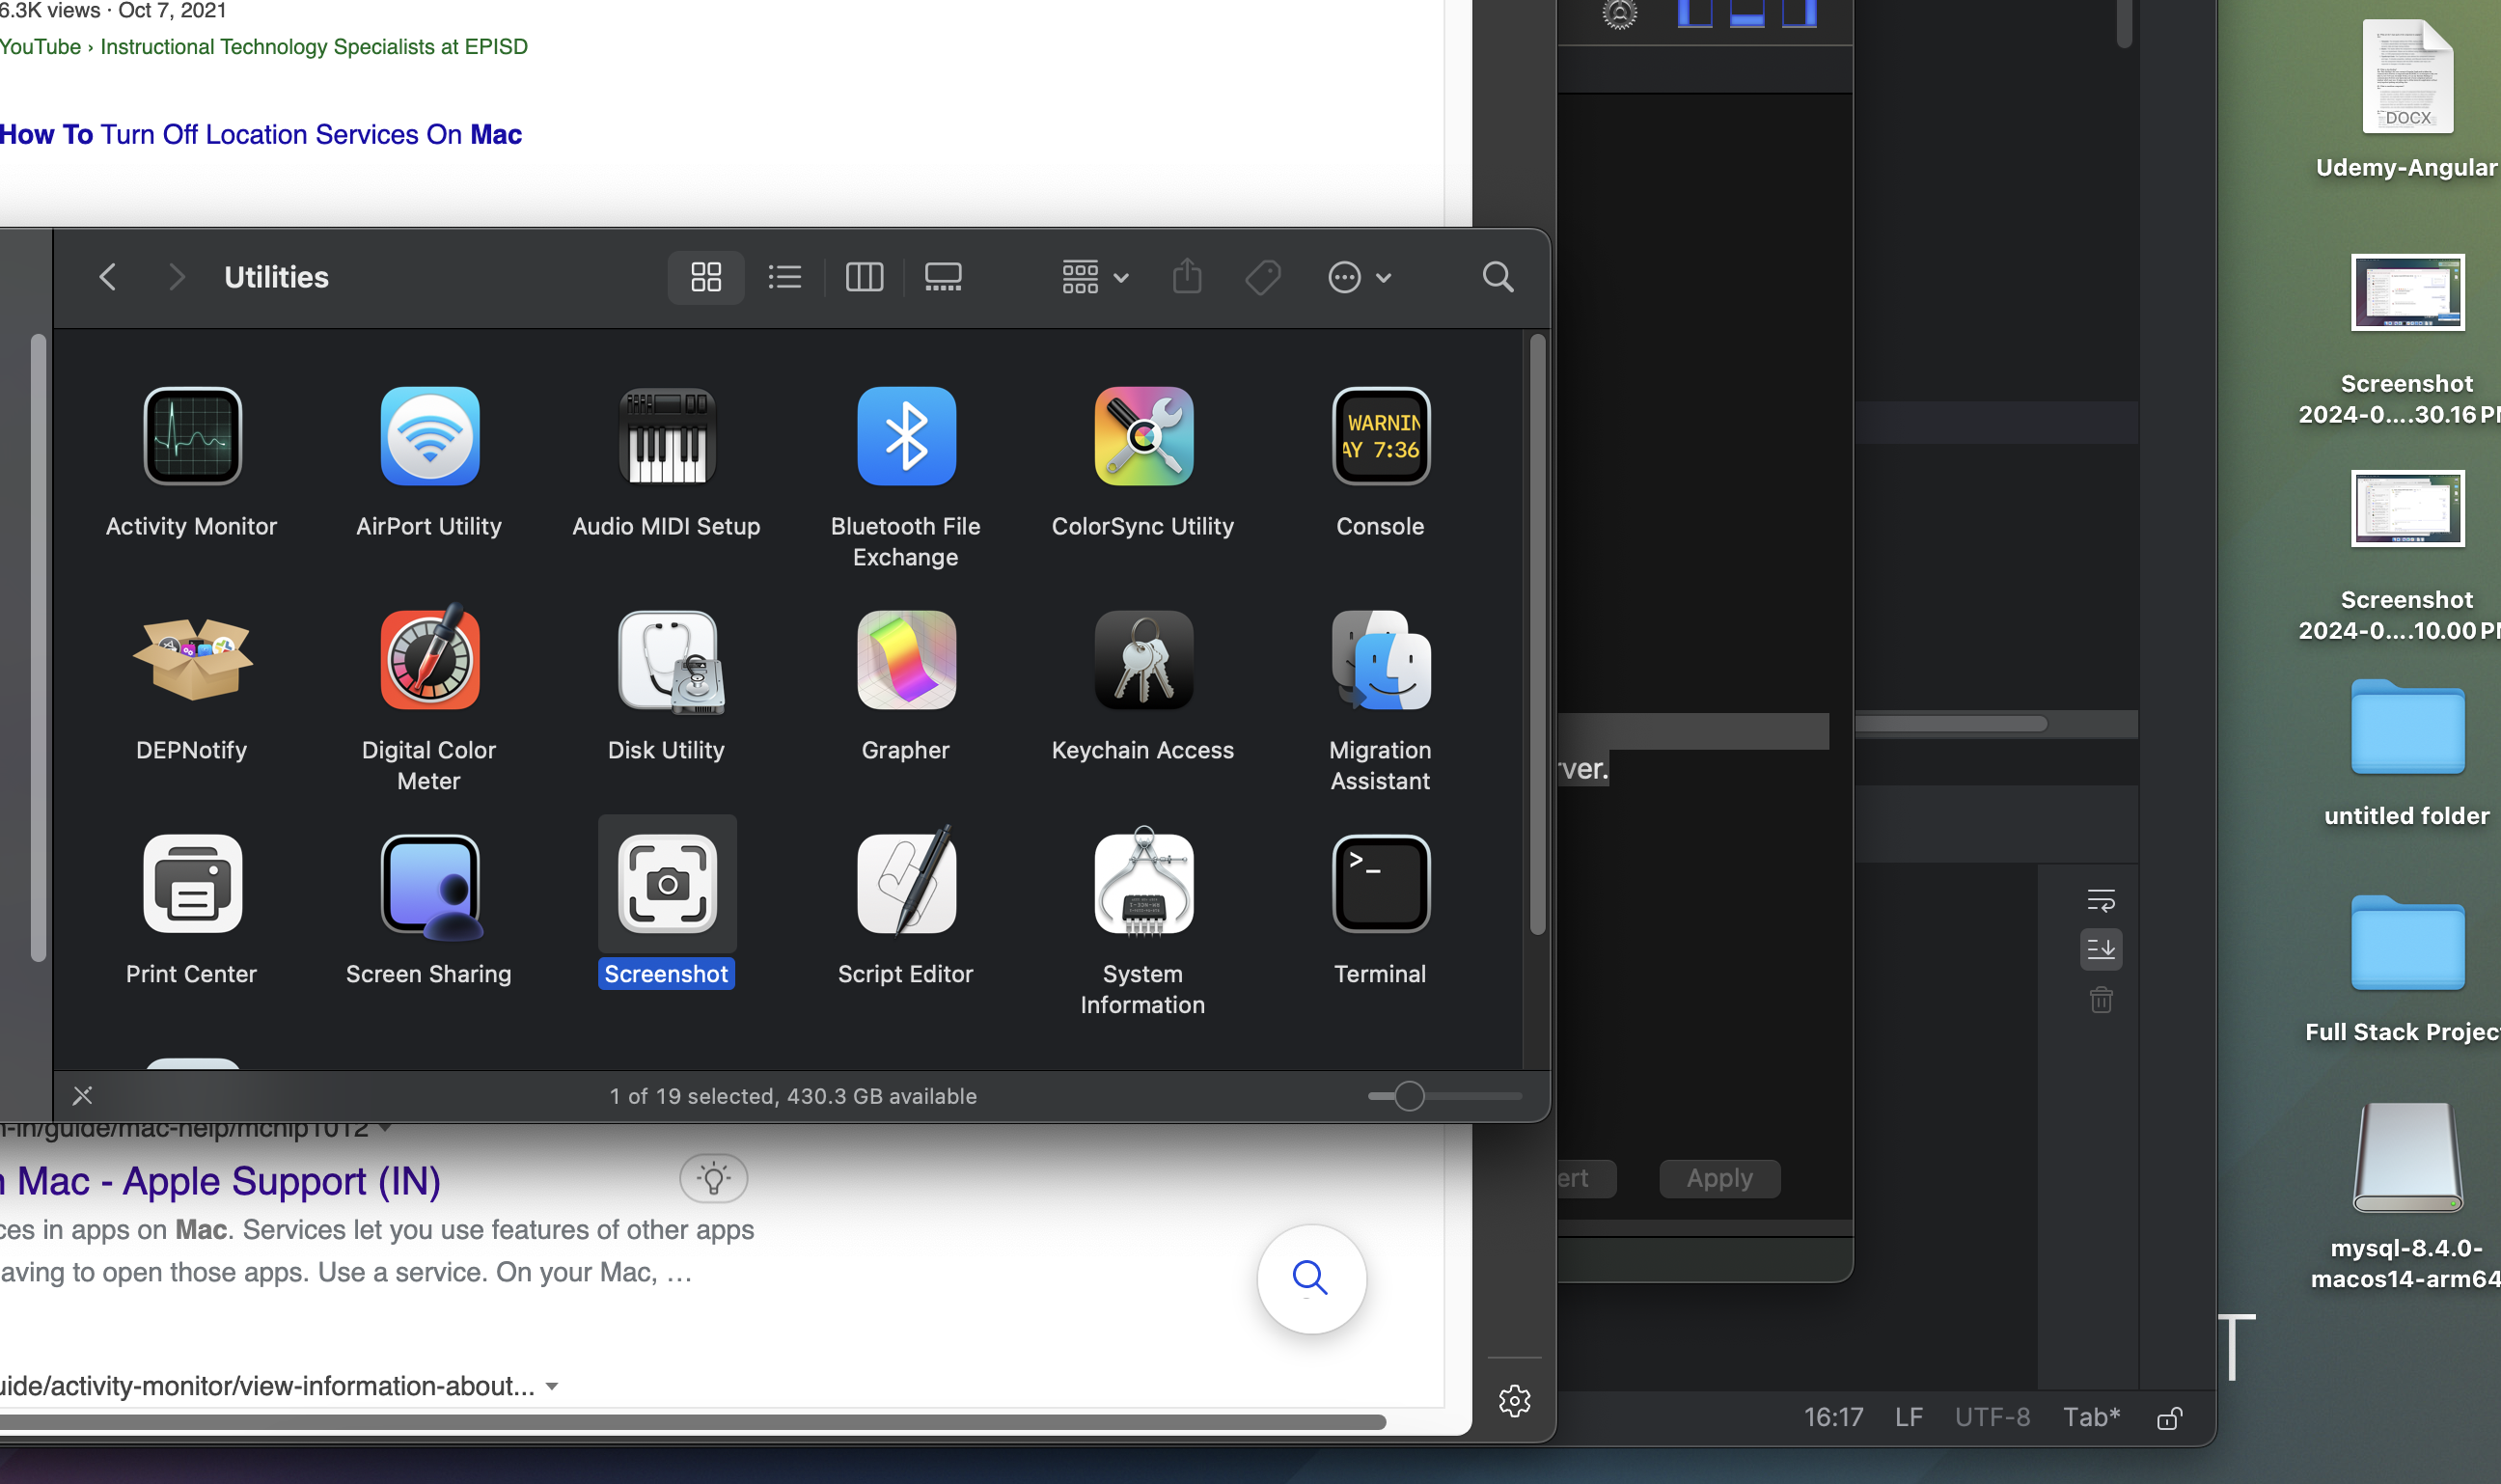 6.3K views · Oct 7, 2021
YouTube › Instructional Technology Specialists at EPISD
How To Turn Off Location Services On Mac
Utilities
Activity Monitor
AirPort Utility
Audio MIDI Setup
Bluetooth File
Exchange
ColorSync Utility
WARNIN
AY 7:36
Console
DEPNotify
Digital Color
Meter
Disk Utility
Grapher
Keychain Access
Migration
Assistant
Print Center
Screen Sharing
Screenshot
Script Editor
System
Information
>_
Terminal
1 of 19 selected, 430.3 GB available
n-in/guide/mac-help/mchlp1012
n Mac - Apple Support (IN)
ces in apps on Mac. Services let you use features of other apps
aving to open those apps. Use a service. On your Mac, …
uide/activity-monitor/view-information-about...
ver.
ert
Apply
16:17 LF UTF-8 Tab*
T
DOCX
Udemy-Angular
Screenshot
2024-0....30.16 PM
Screenshot
2024-0....10.00 PM
untitled folder
Full Stack Projec
mysql-8.4.0-
macos14-arm64